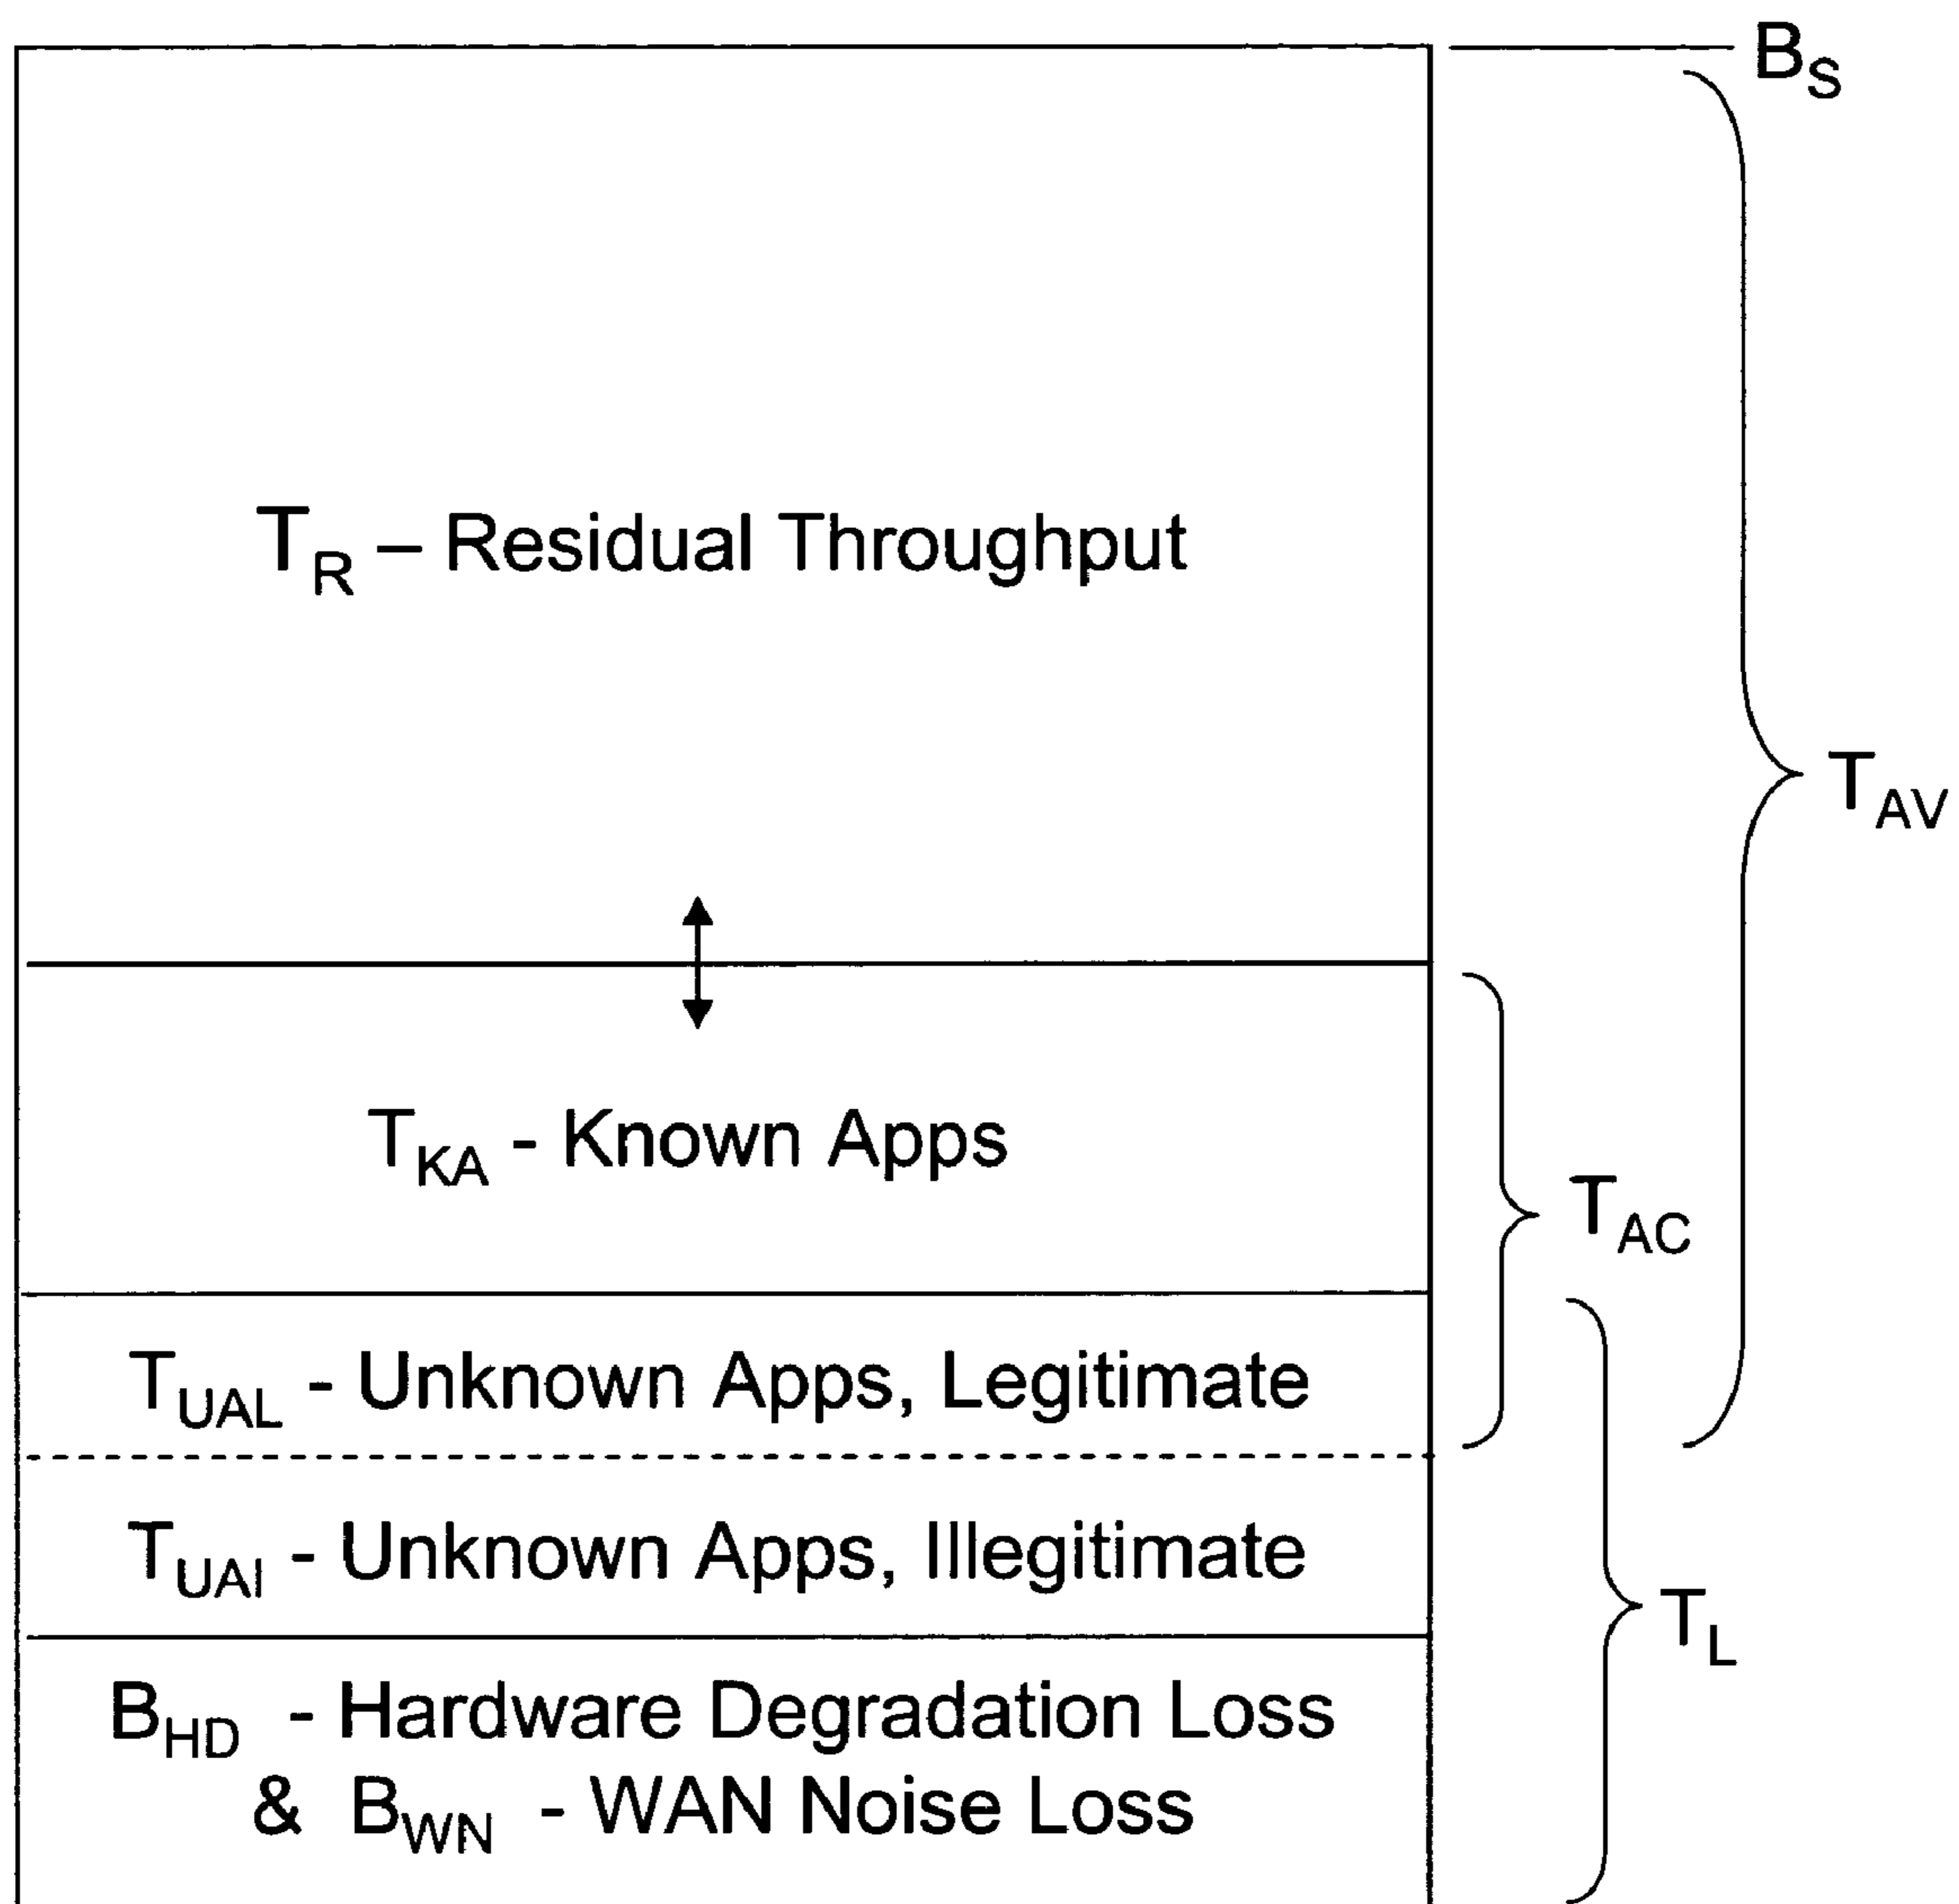 B_S
T_R – Residual Throughput
T_AV
T_KA - Known Apps
T_AC
T_UAL - Unknown Apps, Legitimate
T_UAI - Unknown Apps, Illegitimate
T_L
B_HD - Hardware Degradation Loss
& B_WN - WAN Noise Loss